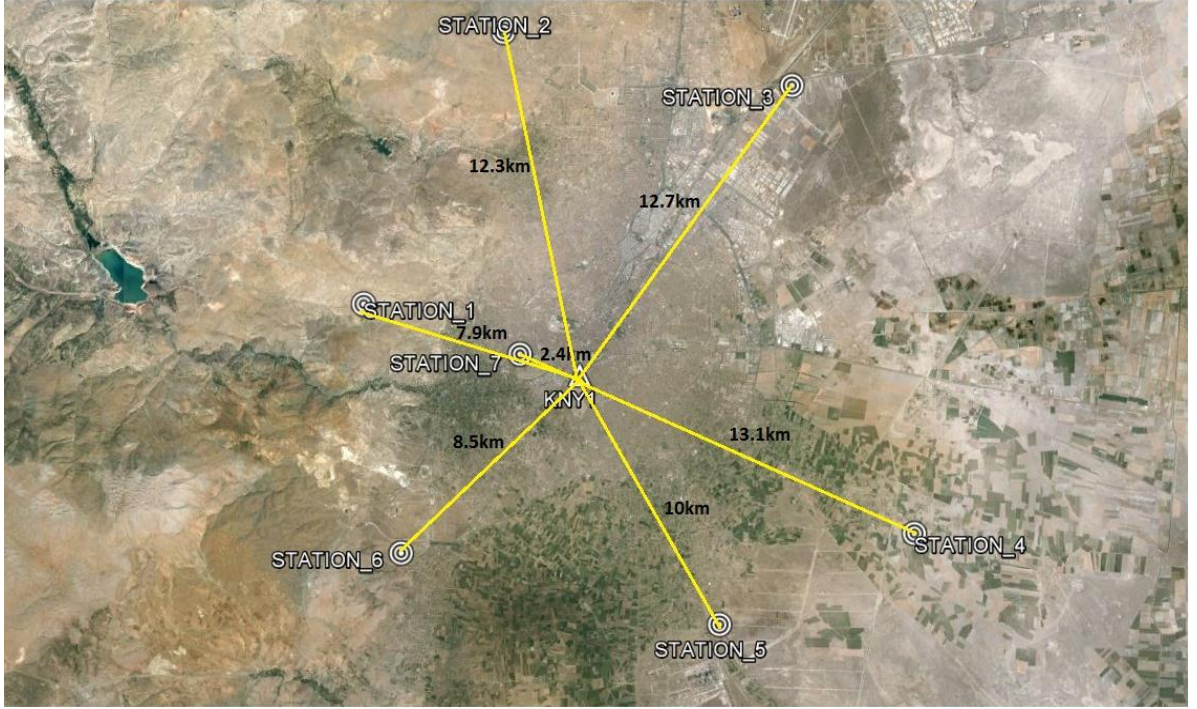 STATION_2
STATION_3
12.3km
12.7km
STATION_1
7.9km
2.4km
STATION_7
KNY1
13.1km
8.5km
10km
STATION_4
STATION_6
STATION_5